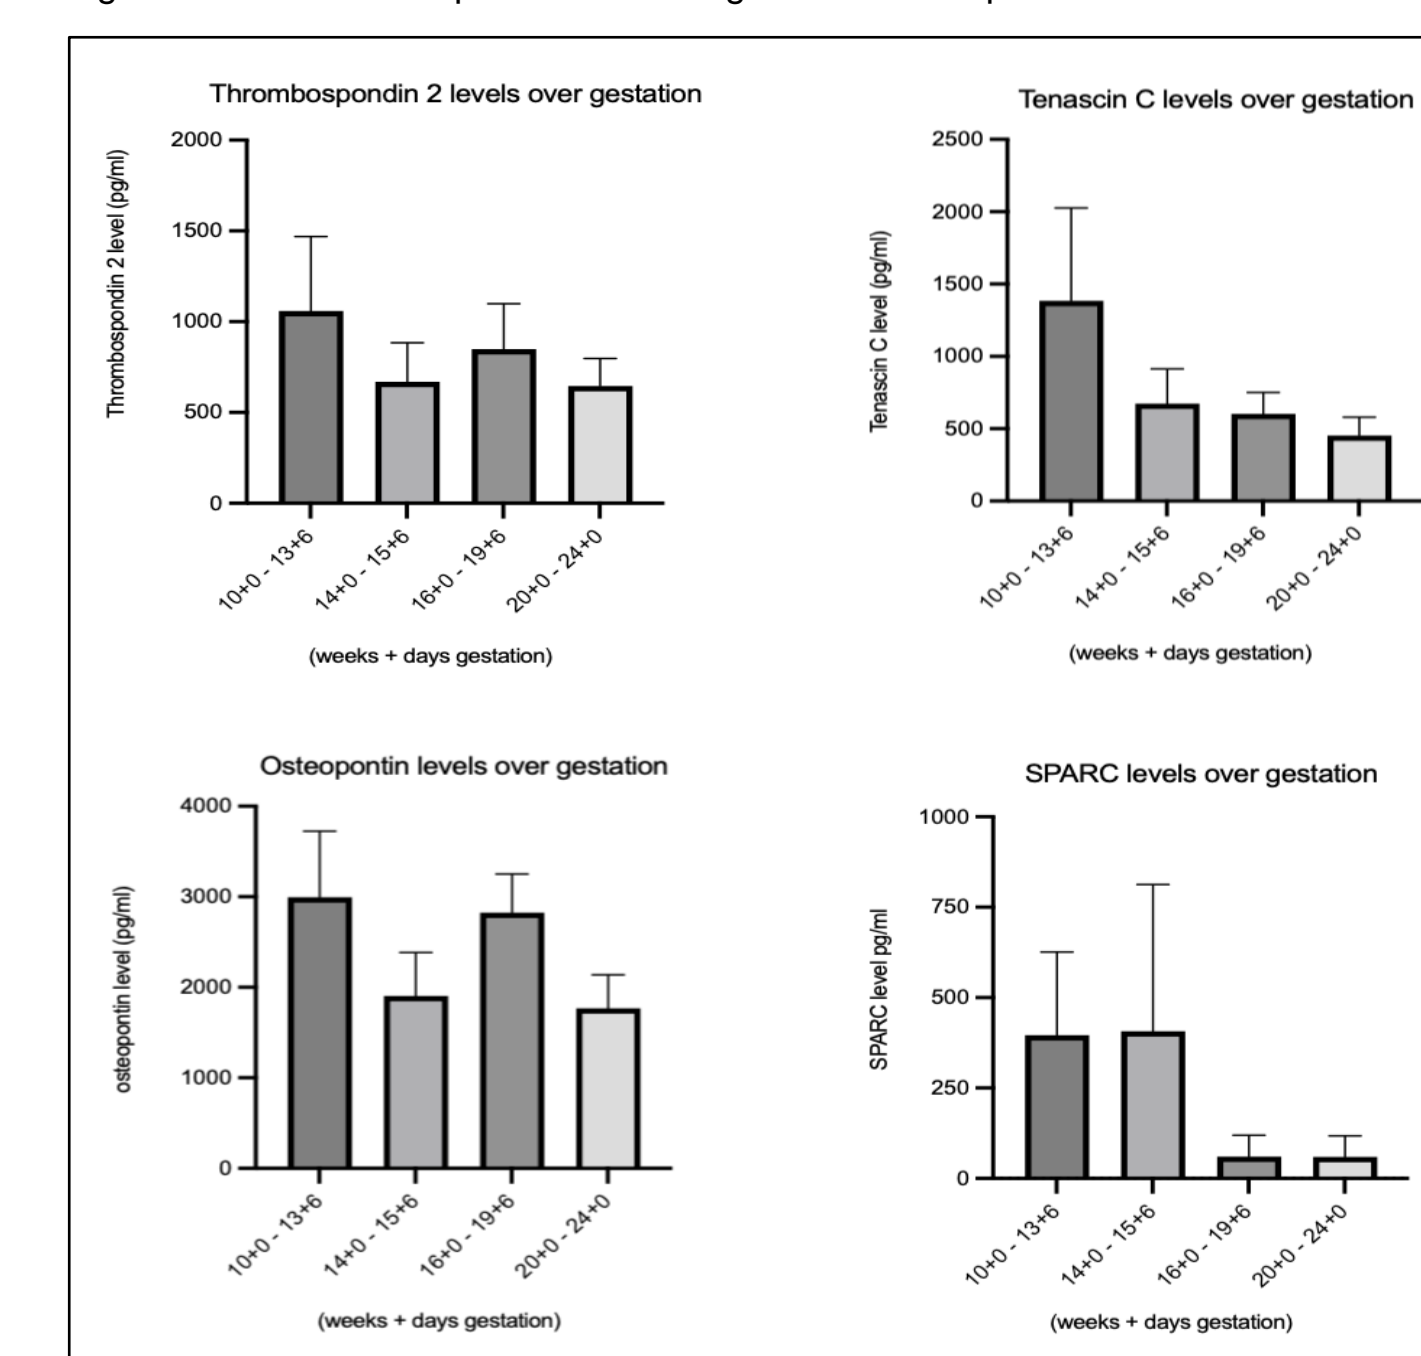 Thrombospondin 2 levels over gestation
Thrombospondin 2 level (pg/ml)
2000
1500
1000
500
0
10+0 - 13+6
14+0 - 15+6
16+0 - 19+6
20+0 - 24+0
(weeks + days gestation)
Tenascin C levels over gestation
Tenascin C level (pg/ml)
2500
2000
1500
1000
500
0
10+0 - 13+6
14+0 - 15+6
16+0 - 19+6
20+0 - 24+0
(weeks + days gestation)
Osteopontin levels over gestation
osteopontin level (pg/ml)
4000
3000
2000
1000
0
10+0 - 13+6
14+0 - 15+6
16+0 - 19+6
20+0 - 24+0
(weeks + days gestation)
SPARC levels over gestation
SPARC level pg/ml
1000
750
500
250
0
10+0 - 13+6
14+0 - 15+6
16+0 - 19+6
20+0 - 24+0
(weeks + days gestation)